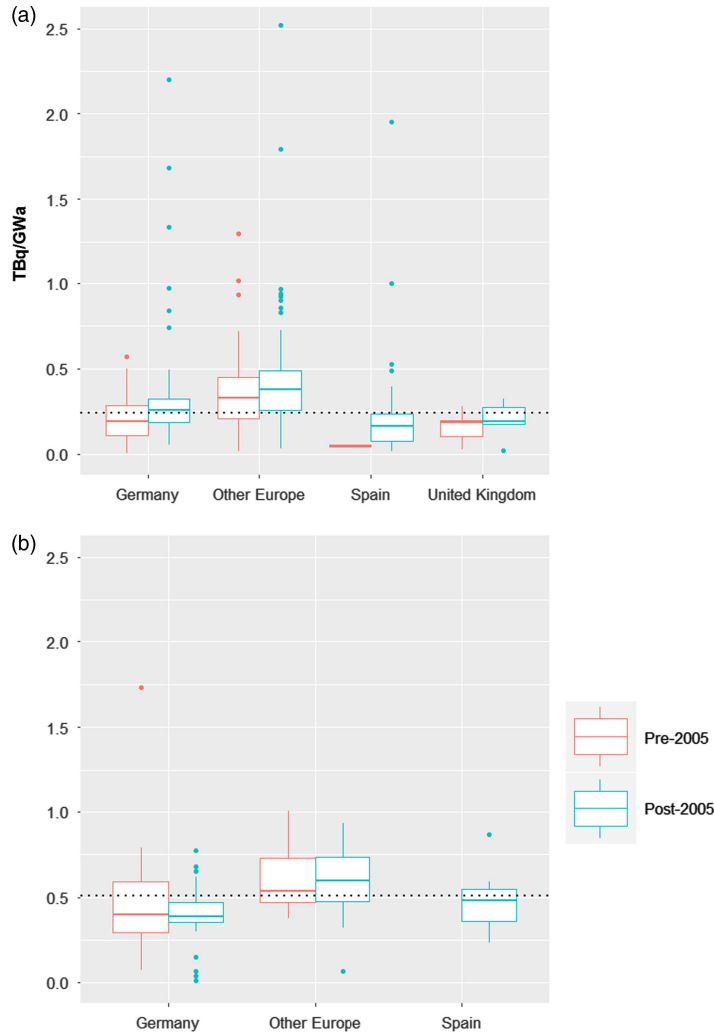 (a)
2.5
2.0
1.5
1.0
0.5
0.0
TBq/GWa
Germany Other Europe Spain United Kingdom
(b)
2.5
2.0
1.5
1.0
0.5
0.0
Pre-2005
Post-2005
Germany Other Europe Spain